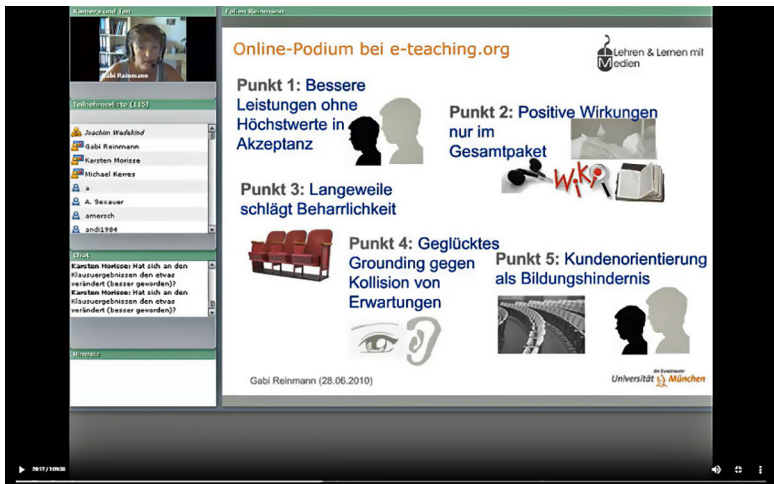 Kamera und Ton
Gabi Reinmann
Teilnehmerliste (115)
Joachim Wedekind
Gabi Reinmann
Karsten Morisse
Michael Kerres
a
A. Sexauer
amersch
andi1984
Chat
Karsten Morisse: Hat sich an den
Klausuergebnissen den etwas
verändert (besser geworden)?
Karsten Morisse: Hat sich an den
Klausuergebnissen den etwas
verändert (besser geworden)?
Hinweis
Folien Reinmann
Online-Podium bei e-teaching.org
Lehren & Lernen mit
Medien
Punkt 1: Bessere
Leistungen ohne
Höchstwerte in
Akzeptanz
Punkt 2: Positive Wirkungen
nur im
Gesamtpaket
Wiki
Punkt 3: Langeweile
schlägt Beharrlichkeit
Punkt 4: Geglücktes
Grounding gegen
Kollision von
Erwartungen
Punkt 5: Kundenorientierung
als Bildungshindernis
Gabi Reinmann (28.06.2010)
Universität München